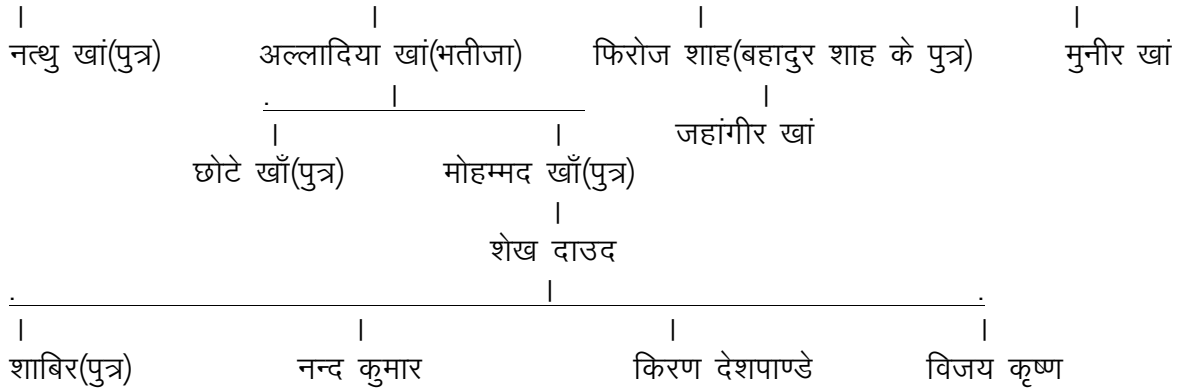 नत्थु खां(पुत्र) अल्लादिया खां(भतीजा) फिरोज शाह(बहादुर शाह के पुत्र) मुनीर खां
जहांगीर खां
छोटे खाँ(पुत्र) मोहम्मद खाँ(पुत्र)
शेख दाउद
शाबिर(पुत्र) नन्द कुमार किरण देशपाण्डे विजय कृष्ण